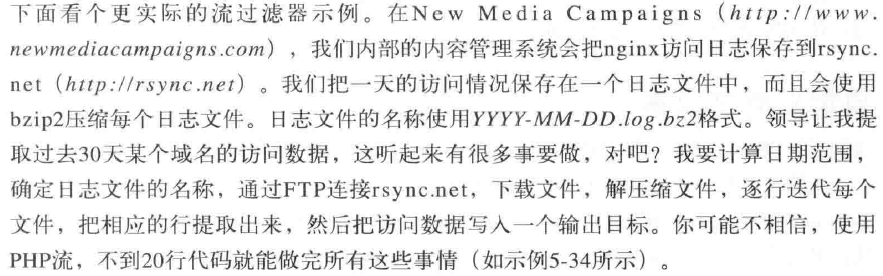 下面看个更实际的流过滤器示例。在New Media Campaigns（http://www.
newmediacampaigns.com），我们内部的内容管理系统会把nginx访问日志保存到rsync.
net（http://rsync.net）。我们把一天的访问情况保存在一个日志文件中，而且会使用
bzip2压缩每个日志文件。日志文件的名称使用YYYY-MM-DD.log.bz2格式。领导让我提
取过去30天某个域名的访问数据，这听起来有很多事要做，对吧？我要计算日期范围，
确定日志文件的名称，通过FTP连接rsync.net，下载文件，解压缩文件，逐行迭代每个
文件，把相应的行提取出来，然后把访问数据写入一个输出目标。你可能不相信，使用
PHP流，不到20行代码就能做完所有这些事情（如示例5-34所示）。